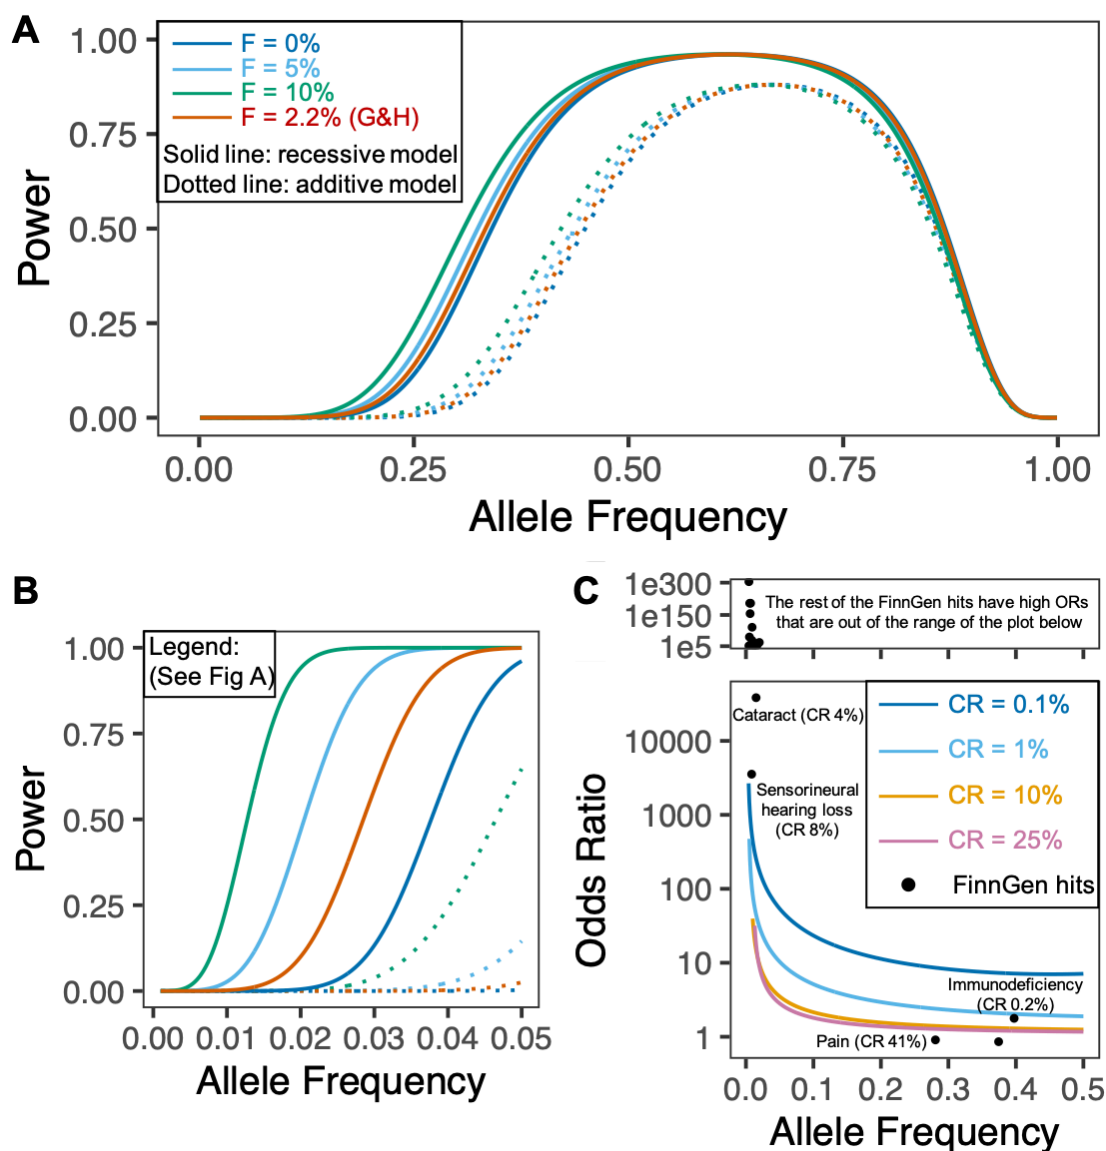 A
1.00
0.75
0.50
0.25
0.00
Power
F = 0%
F = 5%
F = 10%
F = 2.2% (G&H)
Solid line: recessive model
Dotted line: additive model
0.00 0.25 0.50 0.75 1.00
Allele Frequency
B
Legend:
(See Fig A)
1.00
0.75
0.50
0.25
0.00
Power
0.00 0.01 0.02 0.03 0.04 0.05
Allele Frequency
C
1e300
1e150
1e5
The rest of the FinnGen hits have high ORs
that are out of the range of the plot below
10000
1000
100
10
1
Odds Ratio
CR = 0.1%
CR = 1%
CR = 10%
CR = 25%
FinnGen hits
Cataract (CR 4%)
Sensorineural
hearing loss
(CR 8%)
Immunodeficiency
(CR 0.2%)
Pain (CR 41%)
0.0 0.1 0.2 0.3 0.4 0.5
Allele Frequency